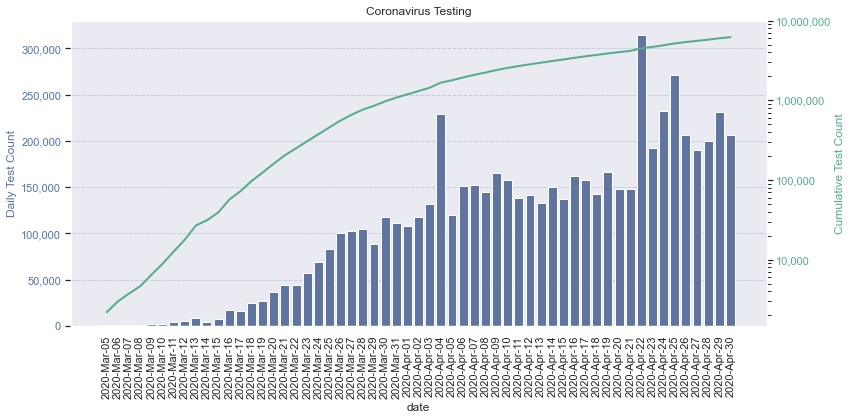 Coronavirus Testing
Daily Test Count
300,000
250,000
200,000
150,000
100,000
50,000
0
10,000,000
1,000,000
100,000
10,000
Cumulative Test Count
2020-Mar-05
2020-Mar-06
2020-Mar-07
2020-Mar-08
2020-Mar-09
2020-Mar-10
2020-Mar-11
2020-Mar-12
2020-Mar-13
2020-Mar-14
2020-Mar-15
2020-Mar-16
2020-Mar-17
2020-Mar-18
2020-Mar-19
2020-Mar-20
2020-Mar-21
2020-Mar-22
2020-Mar-23
2020-Mar-24
2020-Mar-25
2020-Mar-26
2020-Mar-27
2020-Mar-28
2020-Mar-29
2020-Mar-30
2020-Mar-31
2020-Apr-01
2020-Apr-02
2020-Apr-03
2020-Apr-04
2020-Apr-05
2020-Apr-06
2020-Apr-07
2020-Apr-08
2020-Apr-09
2020-Apr-10
2020-Apr-11
2020-Apr-12
2020-Apr-13
2020-Apr-14
2020-Apr-15
2020-Apr-16
2020-Apr-17
2020-Apr-18
2020-Apr-19
2020-Apr-20
2020-Apr-21
2020-Apr-22
2020-Apr-23
2020-Apr-24
2020-Apr-25
2020-Apr-26
2020-Apr-27
2020-Apr-28
2020-Apr-29
2020-Apr-30
date